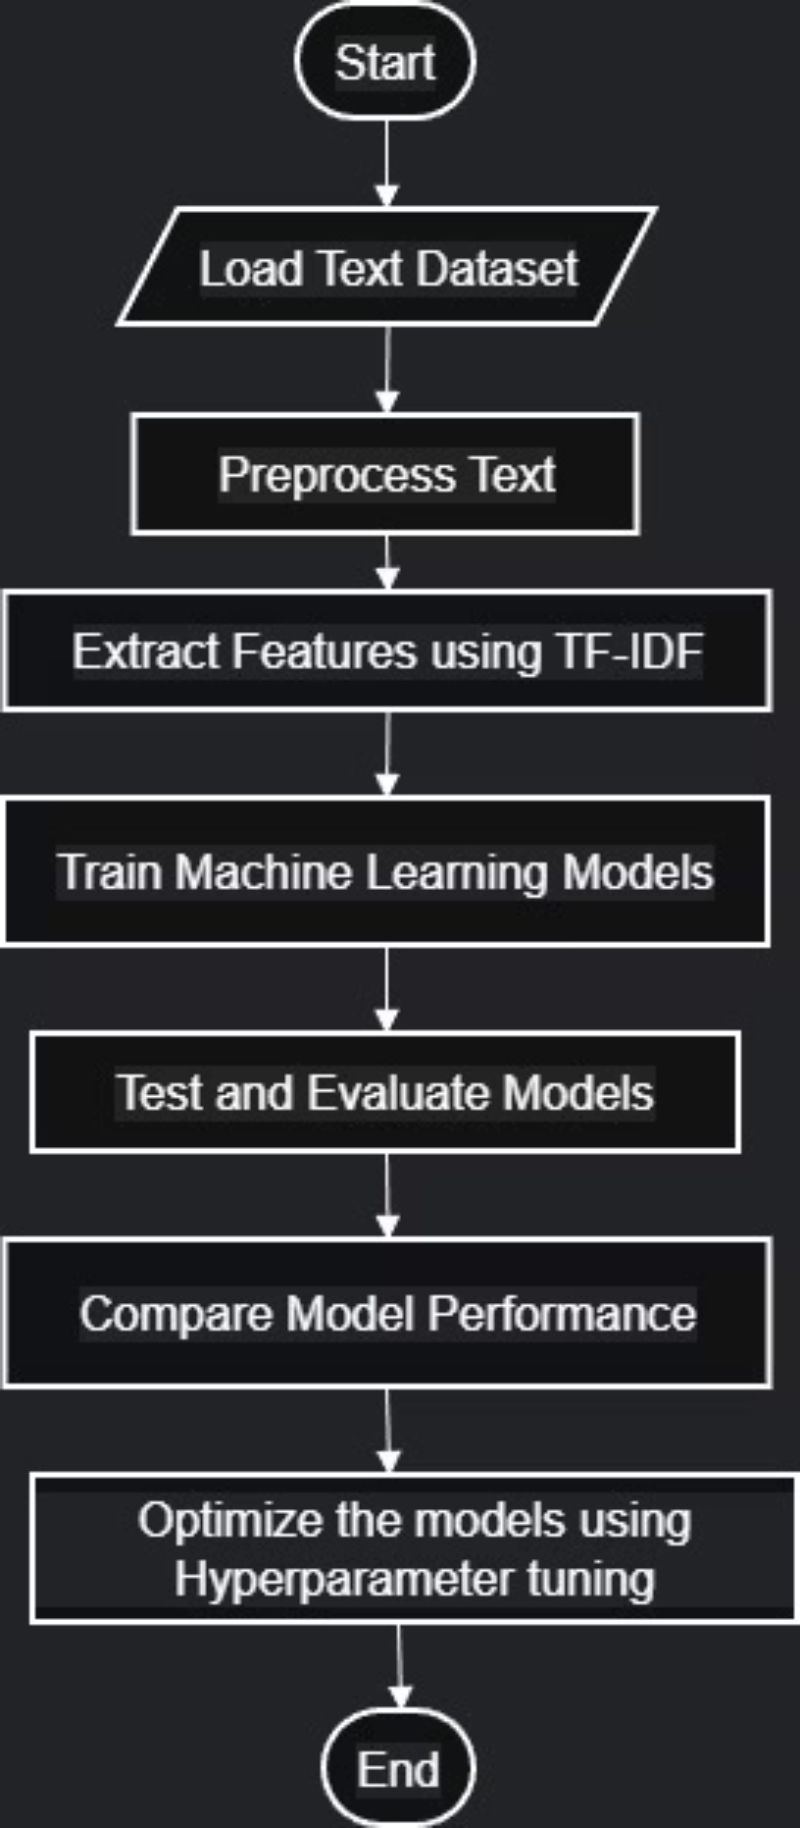 Start
Load Text Dataset
Preprocess Text
Extract Features using TF-IDF
Train Machine Learning Models
Test and Evaluate Models
Compare Model Performance
Optimize the models using
Hyperparameter tuning
End